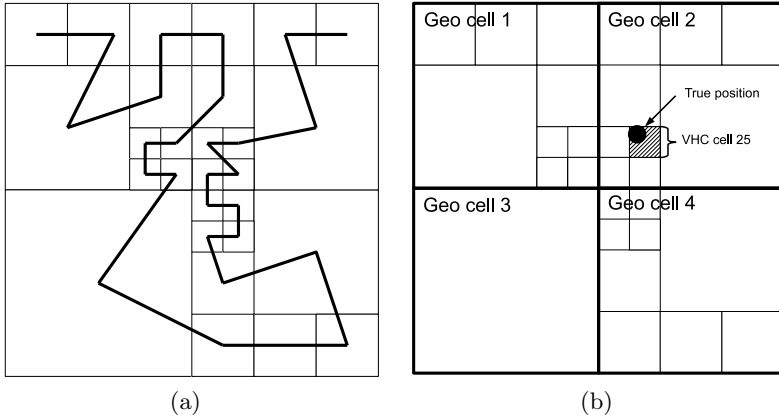 Geo cell 1
Geo cell 2
True position
VHC cell 25
Geo cell 3
Geo cell 4
(a)
(b)